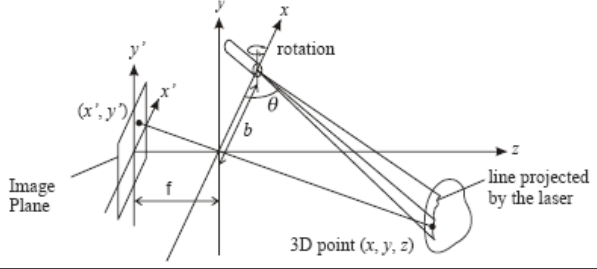 y
x
rotation
y’
x’
(x’, y’)
θ
b
z
f
Image
Plane
line projected
by the laser
3D point (x, y, z)